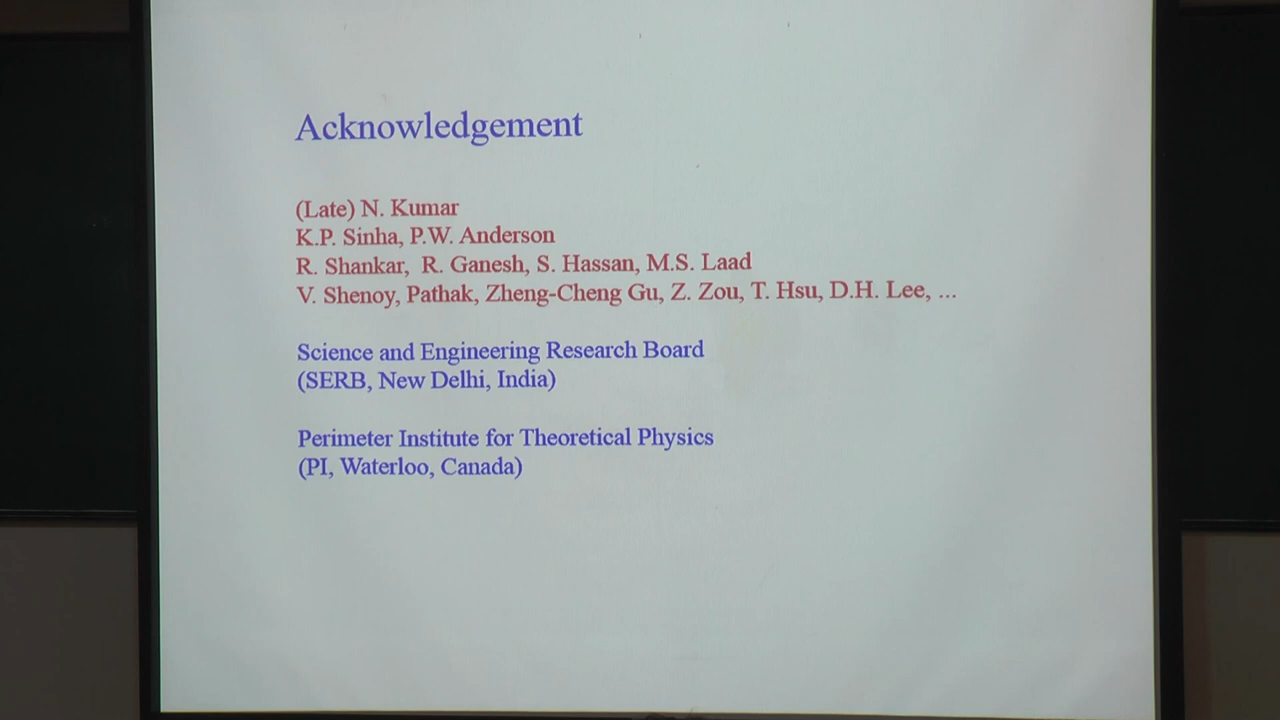 Acknowledgement
(Late) N. Kumar
K.P. Sinha, P.W. Anderson
R. Shankar, R. Ganesh, S. Hassan, M.S. Laad
V. Shenoy, Pathak, Zheng-Cheng Gu, Z. Zou, T. Hsu, D.H. Lee, ...
Science and Engineering Research Board
(SERB, New Delhi, India)
Perimeter Institute for Theoretical Physics
(PI, Waterloo, Canada)